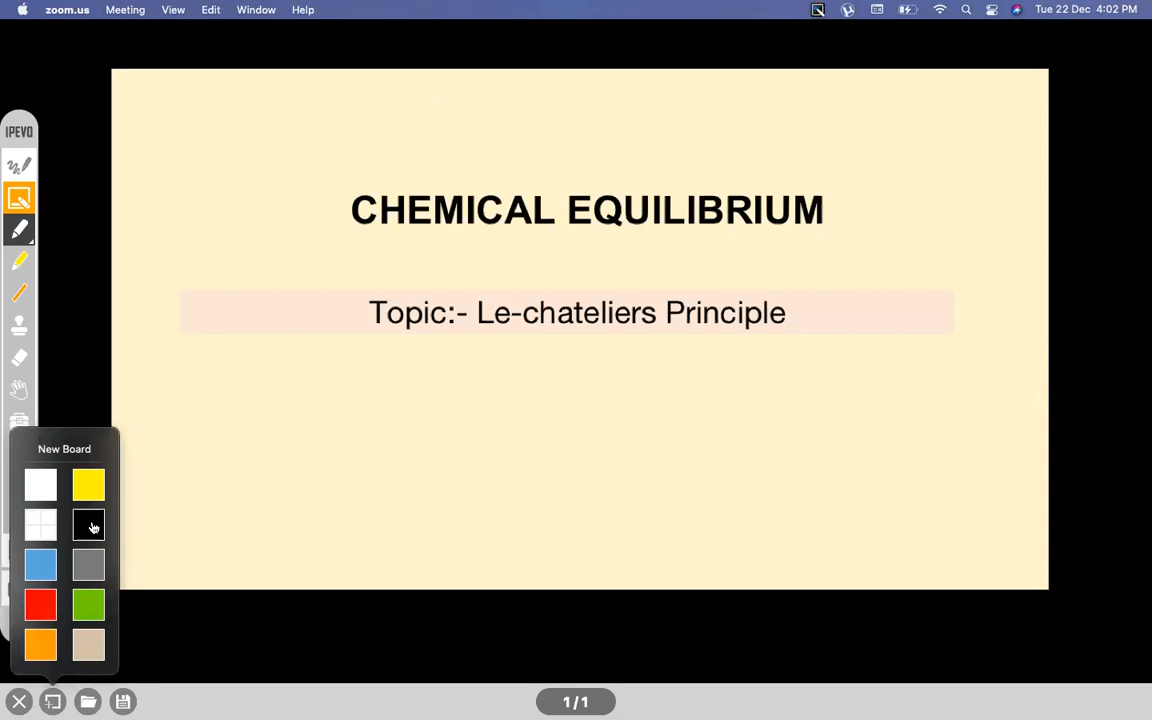 zoom.us Meeting View Edit Window Help Tue 22 Dec 4:02 PM
IPEVO
CHEMICAL EQUILIBRIUM
Topic:- Le-chateliers Principle
New Board
1/1